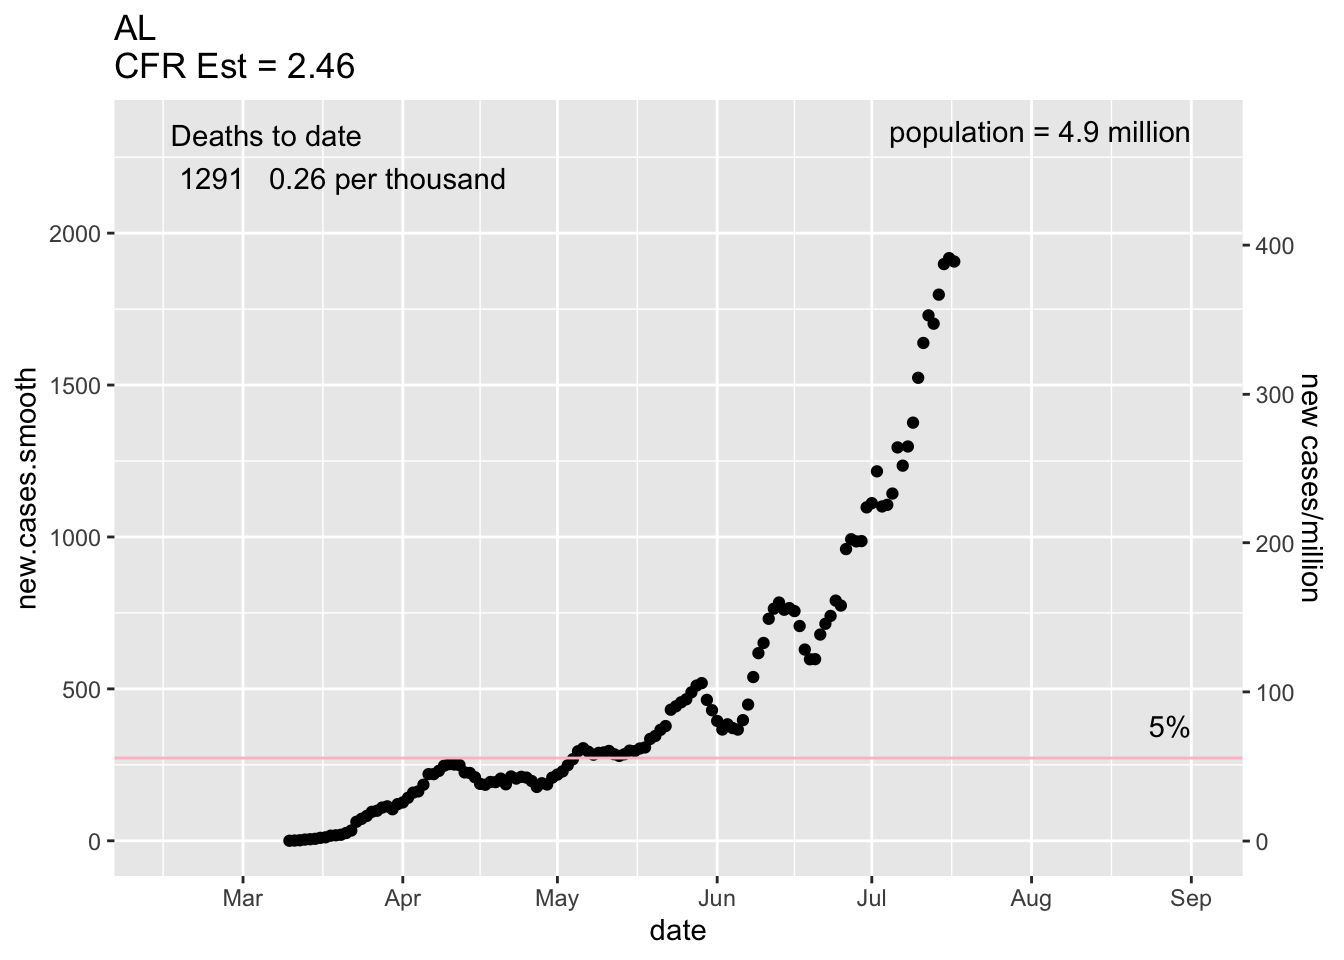 AL
CFR Est = 2.46
Deaths to date
population = 4.9 million
1291 0.26 per thousand
2000
1500
1000
500
0
new.cases.smooth
400
300
200
100
0
new cases/million
5%
Mar Apr May Jun Jul Aug Sep
date